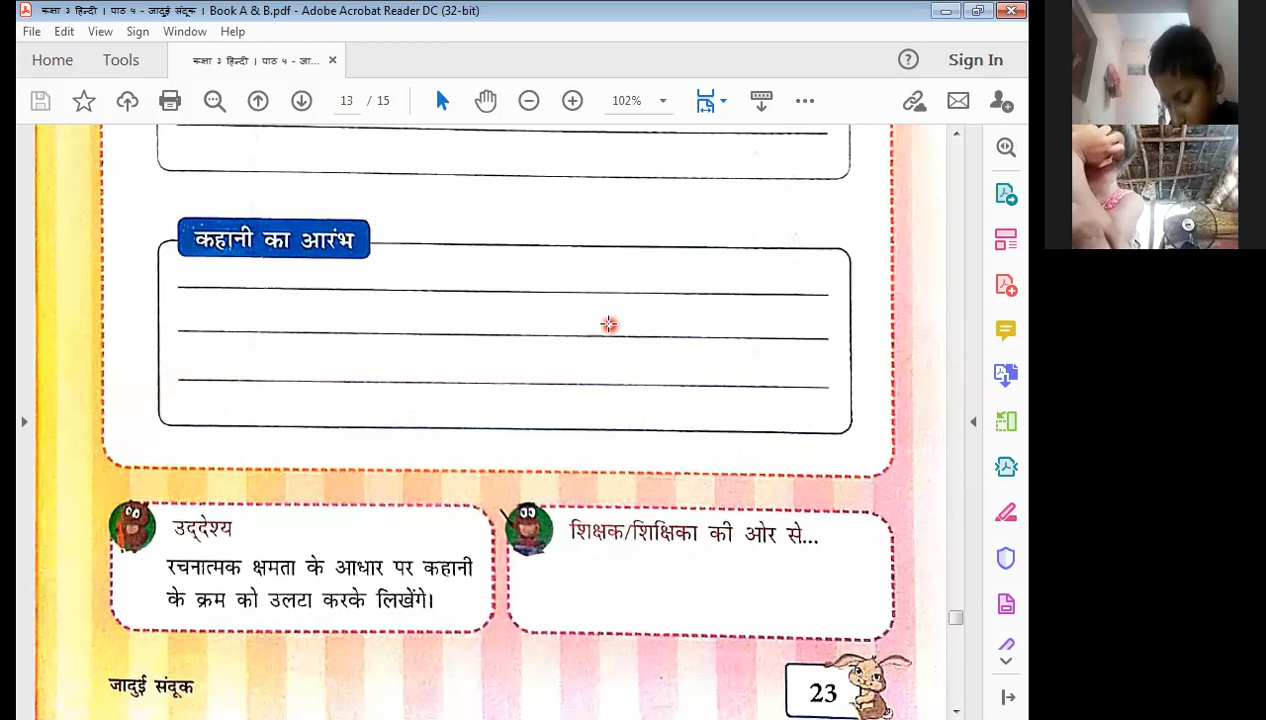 कक्षा ३ हिन्दी । पाठ ५ - जादुई संदूक । Book A & B.pdf - Adobe Acrobat Reader DC (32-bit)
File Edit View Sign Window Help
Home Tools कक्षा ३ हिन्दी । पाठ ५ - जा... × ? Sign In
13 / 15 102%
कहानी का आरंभ
उद्देश्य
रचनात्मक क्षमता के आधार पर कहानी
के क्रम को उलटा करके लिखेंगे।
शिक्षक/शिक्षिका की ओर से...
जादुई संदूक
23